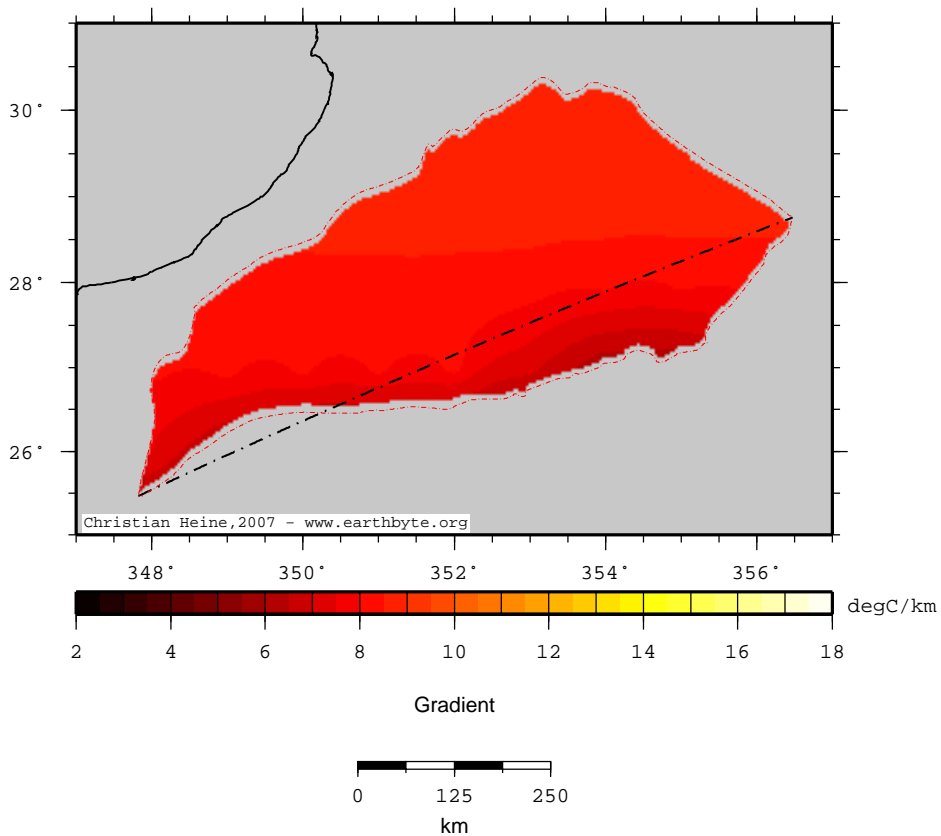 30°
28°
26°
Christian Heine,2007 - www.earthbyte.org
348° 350° 352° 354° 356°
degC/km
2 4 6 8 10 12 14 16 18
Gradient
0 125 250
km